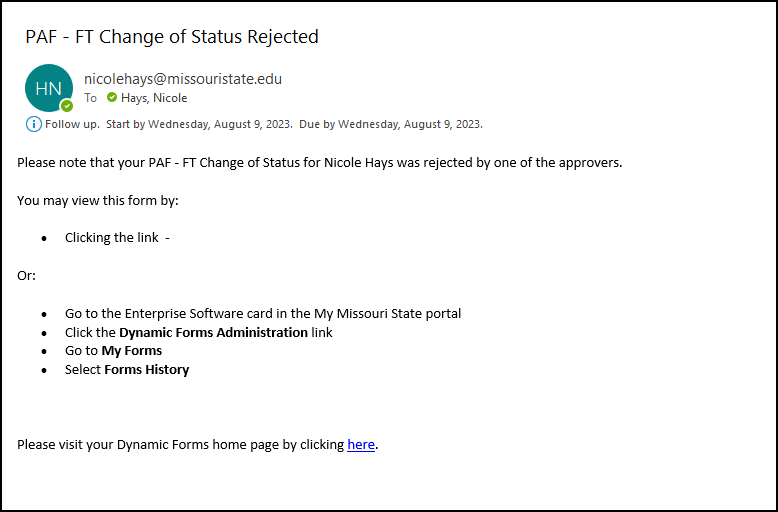 PAF - FT Change of Status Rejected
HN
nicolehays@missouristate.edu
To Hays, Nicole
Follow up. Start by Wednesday, August 9, 2023. Due by Wednesday, August 9, 2023.
Please note that your PAF - FT Change of Status for Nicole Hays was rejected by one of the approvers.
You may view this form by:
• Clicking the link -
Or:
• Go to the Enterprise Software card in the My Missouri State portal
• Click the Dynamic Forms Administration link
• Go to My Forms
• Select Forms History
Please visit your Dynamic Forms home page by clicking here.